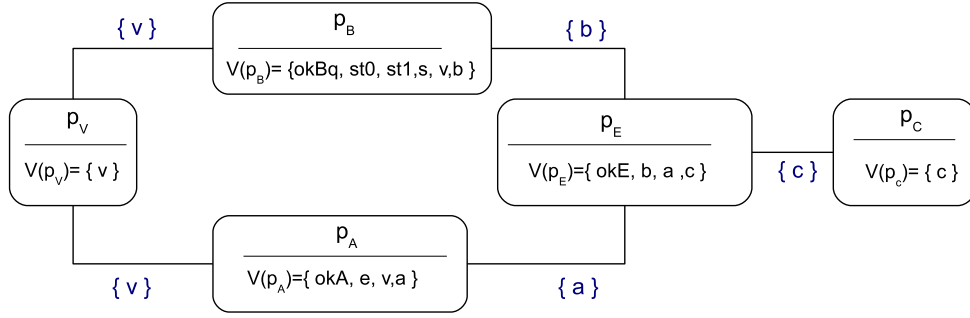 { v }
p_B
V(p_B)= {okBq, st0, st1,s, v,b }
{ b }
p_V
V(p_V)= { v }
p_E
V(p_E)={ okE, b, a ,c }
{ c }
p_C
V(p_c)= { c }
p_A
V(p_A)={ okA, e, v,a }
{ v }
{ a }